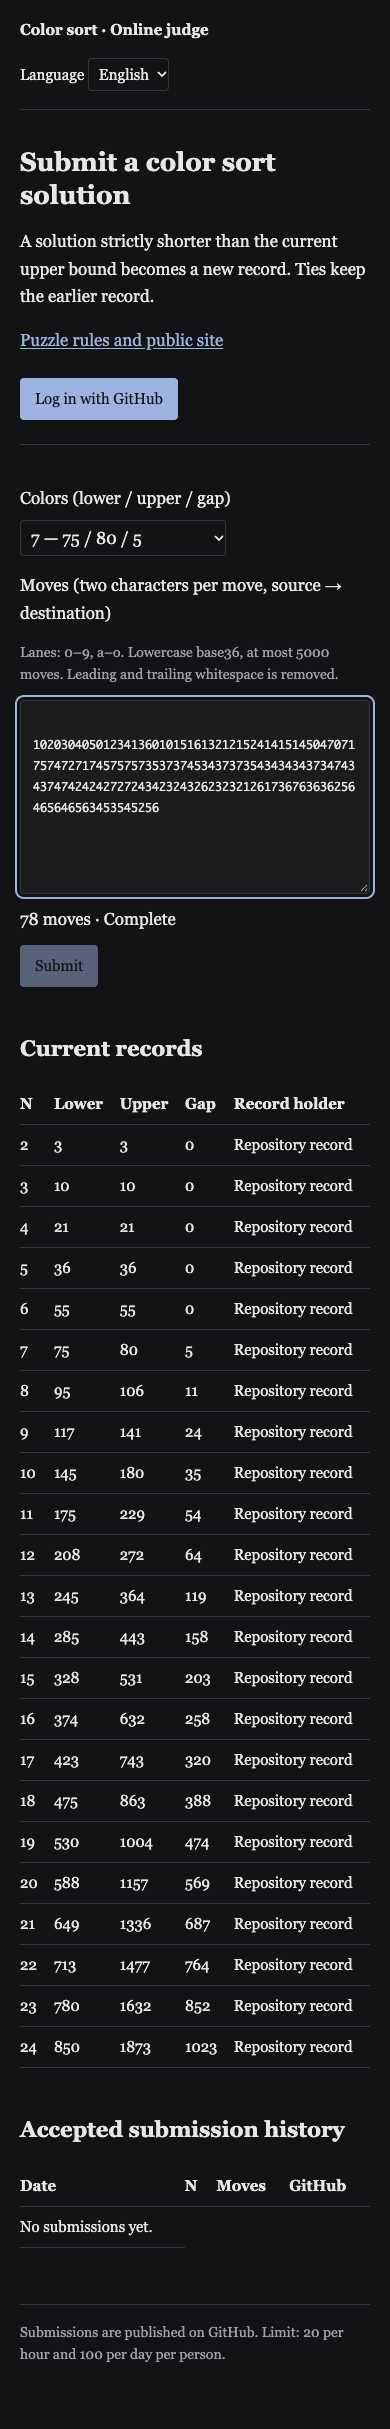 Color sort · Online judge
Language English
Submit a color sort
solution
A solution strictly shorter than the current
upper bound becomes a new record. Ties keep
the earlier record.
Puzzle rules and public site
Log in with GitHub
Colors (lower / upper / gap)
7 — 75 / 80 / 5
Moves (two characters per move, source →
destination)
Lanes: 0–9, a–o. Lowercase base36, at most 5000
moves. Leading and trailing whitespace is removed.
102030405012341360101516132121524141514504707​1
757472717457575735373745343737354343434373474​3
437474242427272434232432623232126173676363625​6
465646563453545256
78 moves · Complete
Submit
Current records
N Lower Upper Gap Record holder
2 3 3 0 Repository record
3 10 10 0 Repository record
4 21 21 0 Repository record
5 36 36 0 Repository record
6 55 55 0 Repository record
7 75 80 5 Repository record
8 95 106 11 Repository record
9 117 141 24 Repository record
10 145 180 35 Repository record
11 175 229 54 Repository record
12 208 272 64 Repository record
13 245 364 119 Repository record
14 285 443 158 Repository record
15 328 531 203 Repository record
16 374 632 258 Repository record
17 423 743 320 Repository record
18 475 863 388 Repository record
19 530 1004 474 Repository record
20 588 1157 569 Repository record
21 649 1336 687 Repository record
22 713 1477 764 Repository record
23 780 1632 852 Repository record
24 850 1873 1023 Repository record
Accepted submission history
Date N Moves GitHub
No submissions yet.
Submissions are published on GitHub. Limit: 20 per
hour and 100 per day per person.